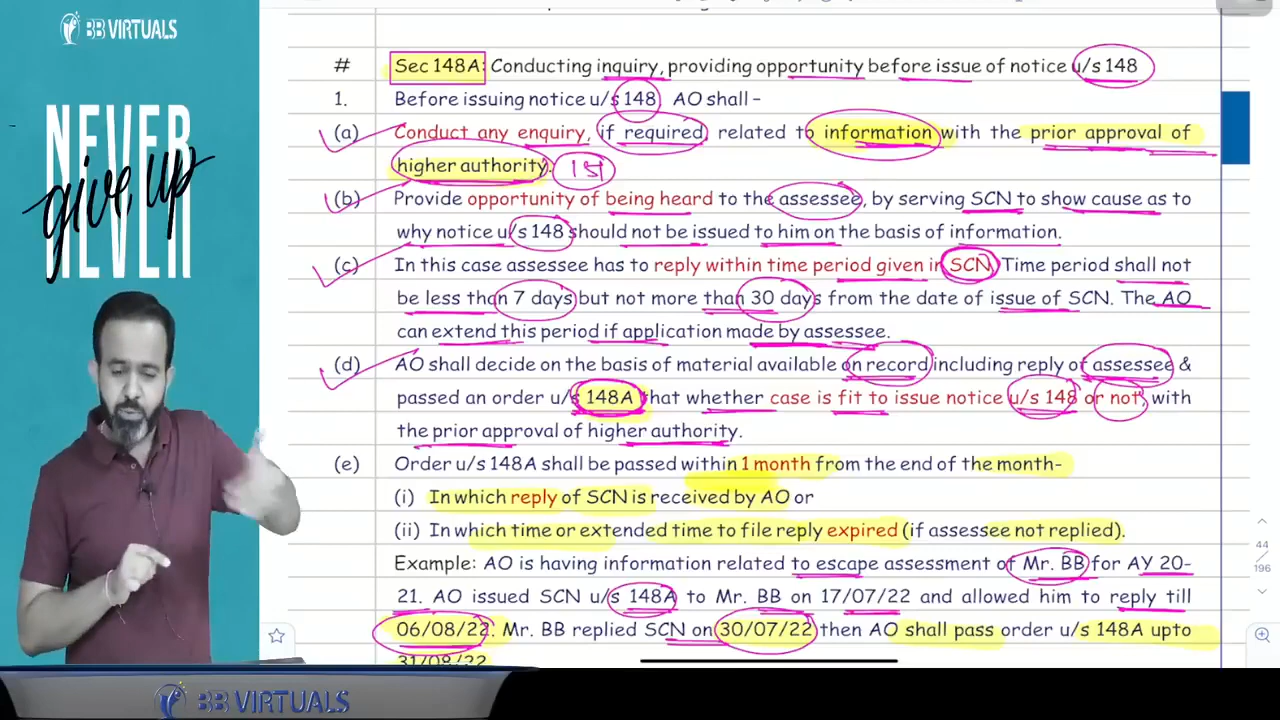 BB VIRTUALS
NEVER
give up
NEVER
# Sec 148A: Conducting inquiry, providing opportunity before issue of notice u/s 148
1. Before issuing notice u/s 148, AO shall –
(a) Conduct any enquiry, if required, related to information with the prior approval of
higher authority. 1st
(b) Provide opportunity of being heard to the assessee, by serving SCN to show cause as to
why notice u/s 148 should not be issued to him on the basis of information.
(c) In this case assessee has to reply within time period given in SCN. Time period shall not
be less than 7 days but not more than 30 days from the date of issue of SCN. The AO
can extend this period if application made by assessee.
(d) AO shall decide on the basis of material available on record including reply of assessee &
passed an order u/s 148A that whether case is fit to issue notice u/s 148 or not, with
the prior approval of higher authority.
(e) Order u/s 148A shall be passed within 1 month from the end of the month-
(i) In which reply of SCN is received by AO or
(ii) In which time or extended time to file reply expired (if assessee not replied).
Example: AO is having information related to escape assessment of Mr. BB for AY 20-
21. AO issued SCN u/s 148A to Mr. BB on 17/07/22 and allowed him to reply till
06/08/22. Mr. BB replied SCN on 30/07/22 then AO shall pass order u/s 148A upto
31/08/22
44
196
BB VIRTUALS